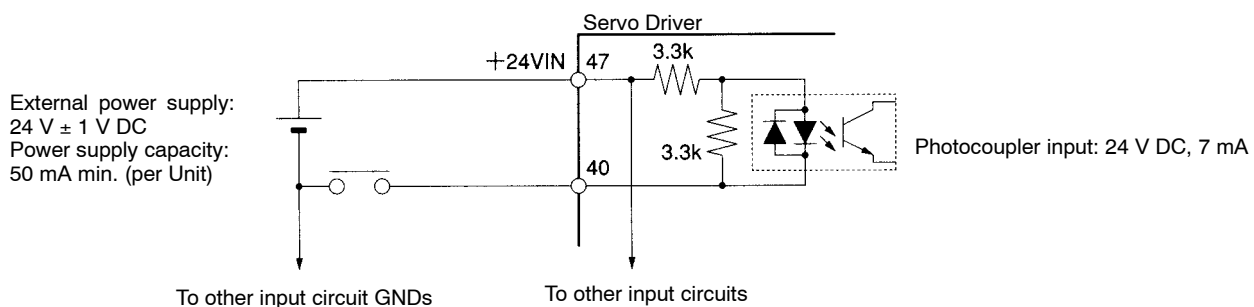 Servo Driver
+24VIN
47
3.3k
External power supply:
24 V ± 1 V DC
Power supply capacity:
50 mA min. (per Unit)
3.3k
Photocoupler input: 24 V DC, 7 mA
40
To other input circuit GNDs
To other input circuits